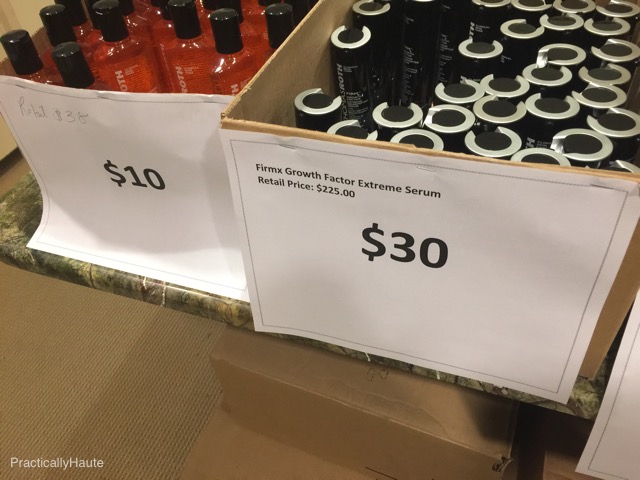 $10
Firmx Growth Factor Extreme Serum
Retail Price: $225.00
$30
PracticallyHaute